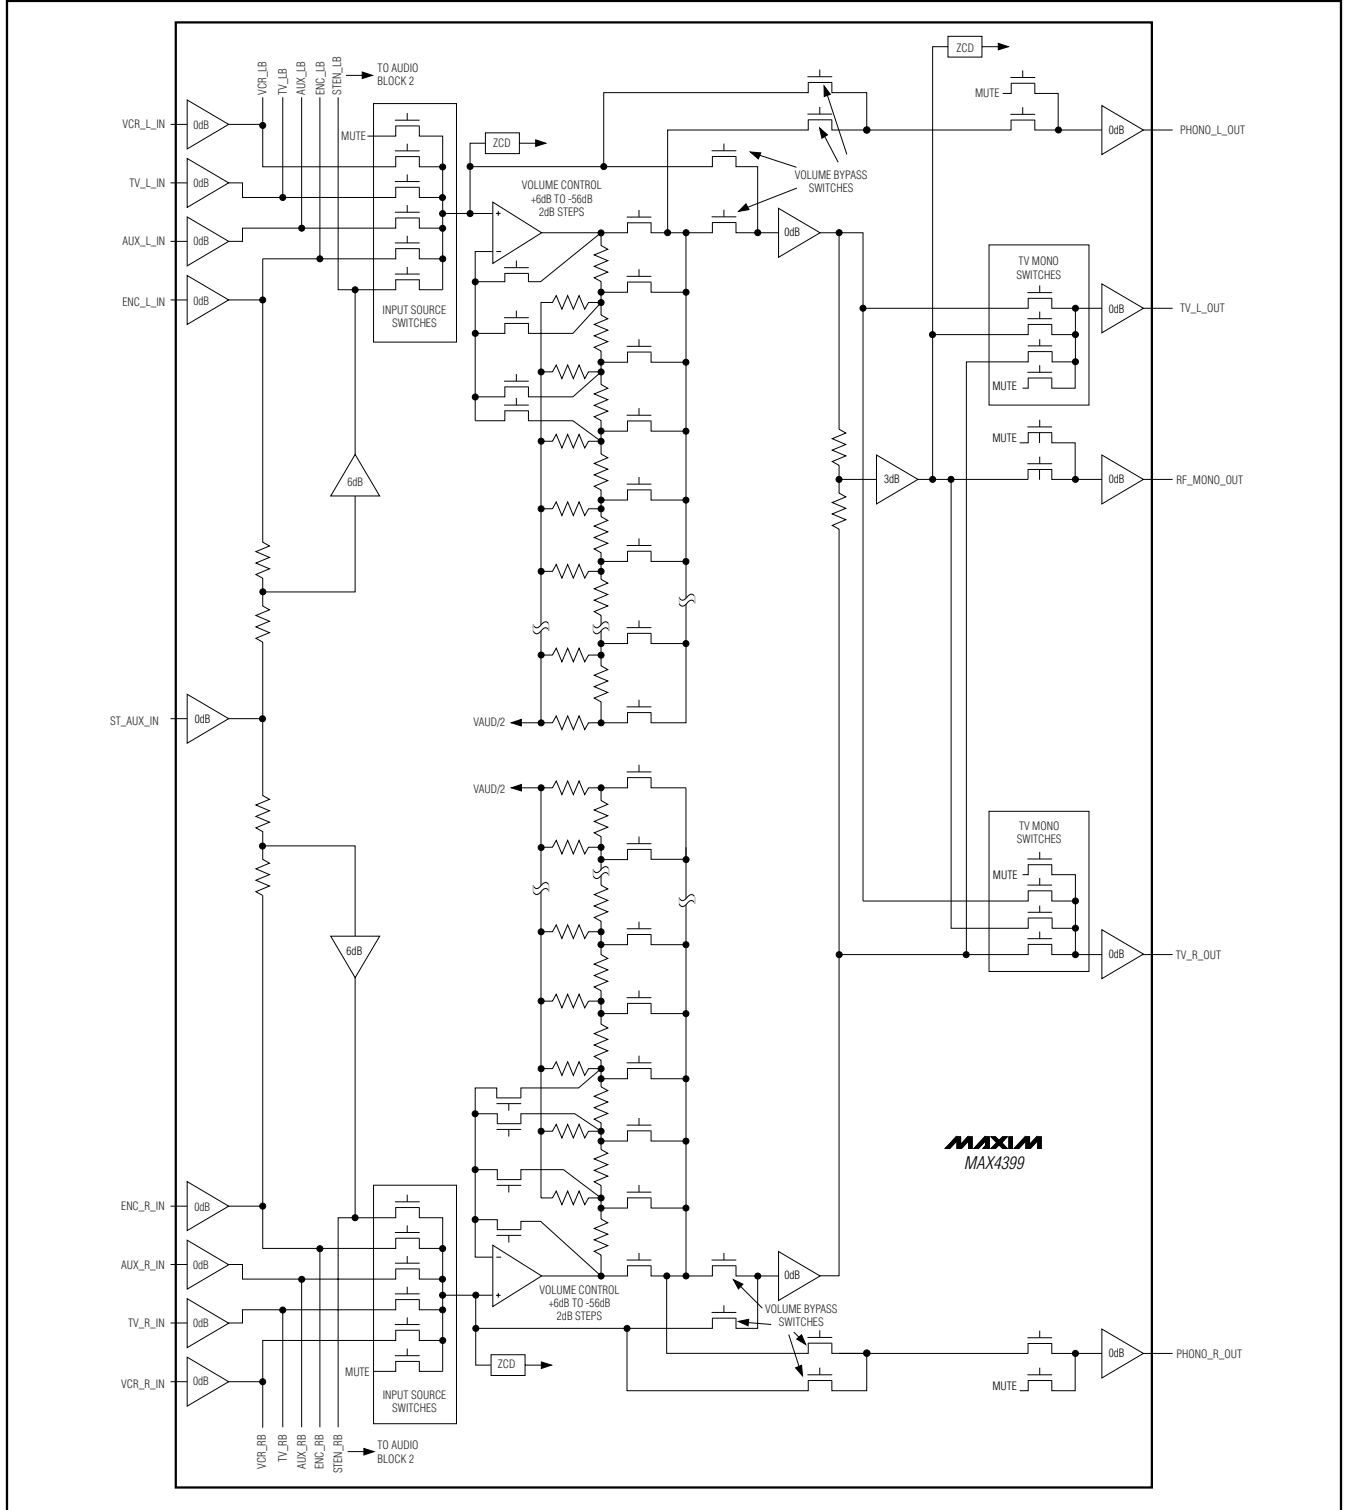 VCR_LB
TV_LB
AUX_LB
ENC_LB
STEN_LB
TO AUDIO
BLOCK 2
ZCD
MUTE
VCR_L_IN
0dB
MUTE
ZCD
0dB
PHONO_L_OUT
TV_L_IN
0dB
VOLUME CONTROL
+6dB TO -56dB
2dB STEPS
VOLUME BYPASS
SWITCHES
AUX_L_IN
0dB
+
−
0dB
ENC_L_IN
0dB
INPUT SOURCE
SWITCHES
TV MONO
SWITCHES
0dB
TV_L_OUT
MUTE
MUTE
6dB
3dB
0dB
RF_MONO_OUT
ST_AUX_IN
0dB
VAUD/2
VAUD/2
TV MONO
SWITCHES
MUTE
6dB
0dB
TV_R_OUT
MAXIM
MAX4399
ENC_R_IN
0dB
AUX_R_IN
0dB
−
+
0dB
VOLUME CONTROL
+6dB TO -56dB
2dB STEPS
VOLUME BYPASS
SWITCHES
TV_R_IN
0dB
ZCD
0dB
PHONO_R_OUT
VCR_R_IN
0dB
MUTE
MUTE
INPUT SOURCE
SWITCHES
VCR_RB
TV_RB
AUX_RB
ENC_RB
STEN_RB
TO AUDIO
BLOCK 2